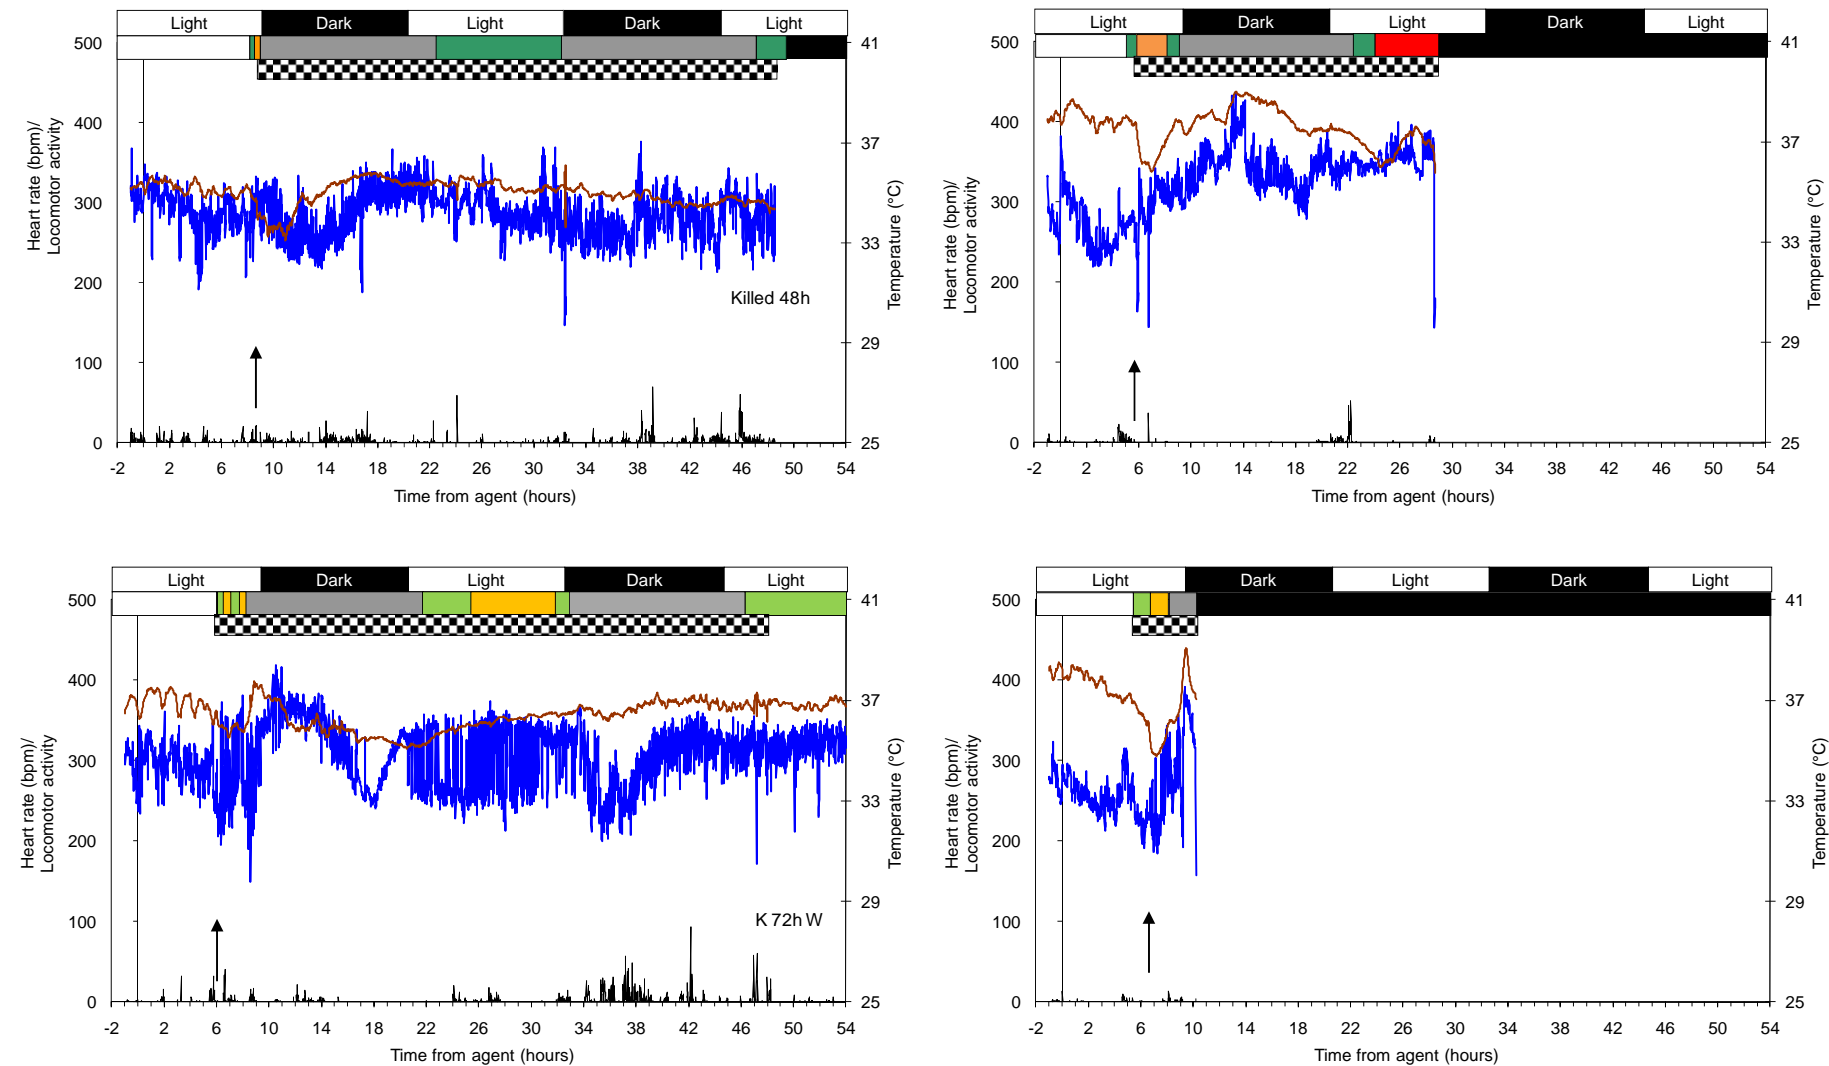 Light Dark Light Dark Light
500 41
400
37
300
33
200
29
100
0 25
Heart rate (bpm)/
Locomotor activity
Temperature (°C)
Killed 48h
-2 2 6 10 14 18 22 26 30 34 38 42 46 50 54
Time from agent (hours)
Light Dark Light Dark Light
500 41
400
37
300
33
200
29
100
0 25
Heart rate (bpm)/
Locomotor activity
Temperature (°C)
-2 2 6 10 14 18 22 26 30 34 38 42 46 50 54
Time from agent (hours)
Light Dark Light Dark Light
500 41
400
37
300
33
200
29
100
0 25
Heart rate (bpm)/
Locomotor activity
Temperature (°C)
K 72h W
-2 2 6 10 14 18 22 26 30 34 38 42 46 50 54
Time from agent (hours)
Light Dark Light Dark Light
500 41
400
37
300
33
200
29
100
0 25
Heart rate (bpm)/
Locomotor activity
Temperature (°C)
-2 2 6 10 14 18 22 26 30 34 38 42 46 50 54
Time from agent (hours)